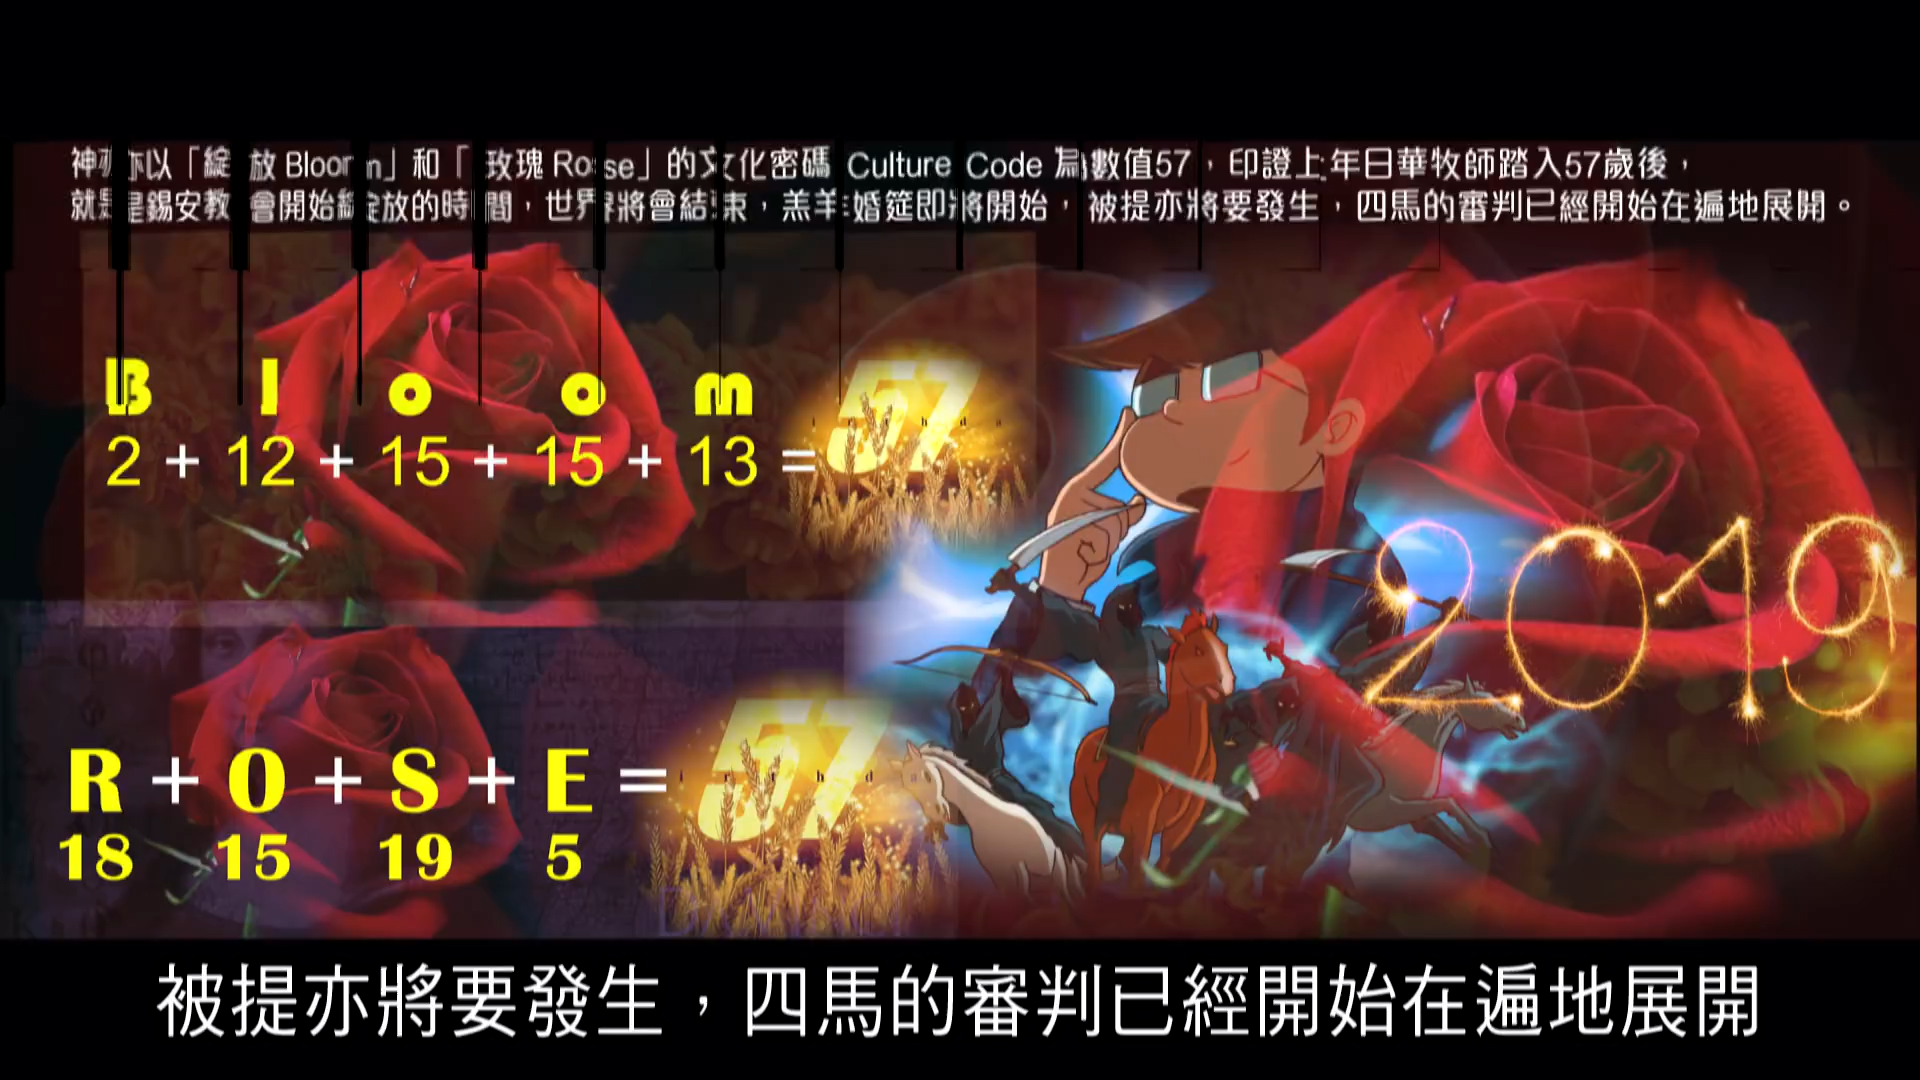 神亦以「綻放 Bloom」和「玫瑰 Rose」的文化密碼 Culture Code 為數值57，印證上年日華牧師踏入57歲後，
就是錫安教會開始綻放的時間，世界將會結束，羔羊婚筵即將開始，被提亦將要發生，四馬的審判已經開始在遍地展開。
B l o o m
2 + 12 + 15 + 15 + 13 = 57
2019
R + O + S + E = 57
18 15 19 5
被提亦將要發生，四馬的審判已經開始在遍地展開